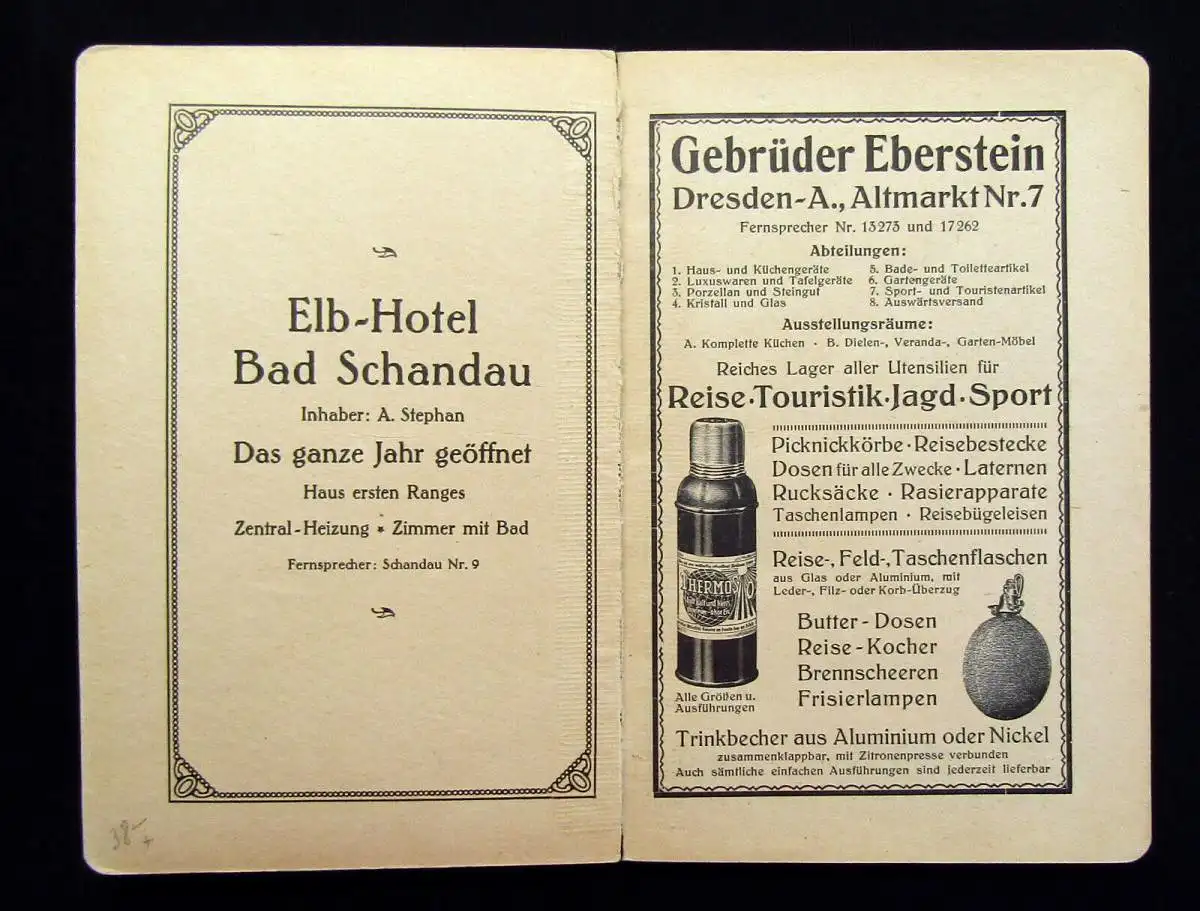 Elb-Hotel
Bad Schandau
Inhaber: A. Stephan
Das ganze Jahr geöffnet
Haus ersten Ranges
Zentral-Heizung * Zimmer mit Bad
Fernsprecher: Schandau Nr. 9
38-
Gebrüder Eberstein
Dresden-A., Altmarkt Nr. 7
Fernsprecher Nr. 13273 und 17262
Abteilungen:
1. Haus- und Küchengeräte
2. Luxuswaren und Tafelgeräte
3. Porzellan und Steingut
4. Kristall und Glas
5. Bade- und Toiletteartikel
6. Gartengeräte
7. Sport- und Touristenartikel
8. Auswärtsversand
Ausstellungsräume:
A. Komplette Küchen · B. Dielen-, Veranda-, Garten-Möbel
Reiches Lager aller Utensilien für
Reise·Touristik·Jagd·Sport
Picknickkörbe · Reisebestecke
Dosen für alle Zwecke · Laternen
Rucksäcke · Rasierapparate
Taschenlampen · Reisebügeleisen
THERMOS
Alle Größen u.
Ausführungen
Reise-, Feld-, Taschenflaschen
aus Glas oder Aluminium, mit
Leder-, Filz- oder Korb-Überzug
Butter-Dosen
Reise-Kocher
Brennscheeren
Frisierlampen
Trinkbecher aus Aluminium oder Nickel
zusammenklappbar, mit Zitronenpresse verbunden
Auch sämtliche einfachen Ausführungen sind jederzeit lieferbar